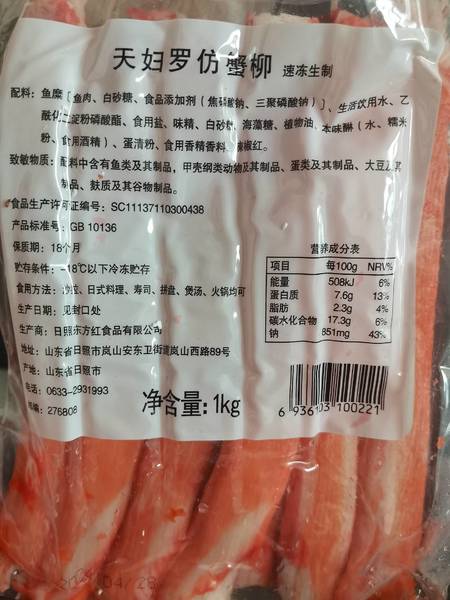 天妇罗仿蟹柳 速冻生制
配料：鱼糜［鱼肉、白砂糖、食品添加剂（焦磷酸钠、三聚磷酸钠）］、生活饮用水、乙
酰化二淀粉磷酸酯、食用盐、味精、白砂糖、海藻糖、植物油、本味醂（水、糯米
粉、食用酒精）、蛋清粉、食用香精香料、辣椒红。
致敏物质：配料中含有鱼类及其制品，甲壳纲类动物及其制品、蛋类及其制品、大豆及其
制品、麸质及其谷物制品。
食品生产许可证编号：SC11137110300438
产品标准号：GB 10136
保质期：18个月
贮存条件：-18℃以下冷冻贮存
食用方法：沙拉、日式料理、寿司、拼盘、煲汤、火锅均可
生产日期：见封口处
生产商：日照东方红食品有限公司
地址：山东省日照市岚山安东卫街道岚山西路89号
产地：山东省日照市
电话：0633-2931993
邮编：276808
净含量：1kg
营养成分表
项目 每100g NRV%
能量 508kJ 6%
蛋白质 7.6g 13%
脂肪 2.3g 4%
碳水化合物 17.3g 6%
钠 851mg 43%
6 936103 100221